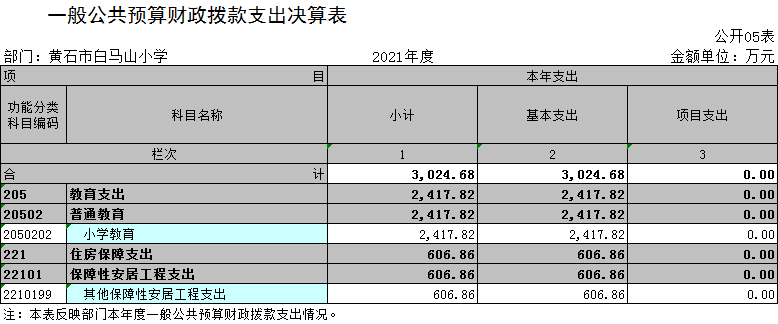 一般公共预算财政拨款支出决算表
公开05表
部门：黄石市白马山小学 2021年度 金额单位：万元
项 目 本年支出
功能分类科目编码 科目名称 小计 基本支出 项目支出
栏次 1 2 3
合 计 3,024.68 3,024.68 0.00
205 教育支出 2,417.82 2,417.82 0.00
20502 普通教育 2,417.82 2,417.82 0.00
2050202 小学教育 2,417.82 2,417.82 0.00
221 住房保障支出 606.86 606.86 0.00
22101 保障性安居工程支出 606.86 606.86 0.00
2210199 其他保障性安居工程支出 606.86 606.86 0.00
注：本表反映部门本年度一般公共预算财政拨款支出情况。